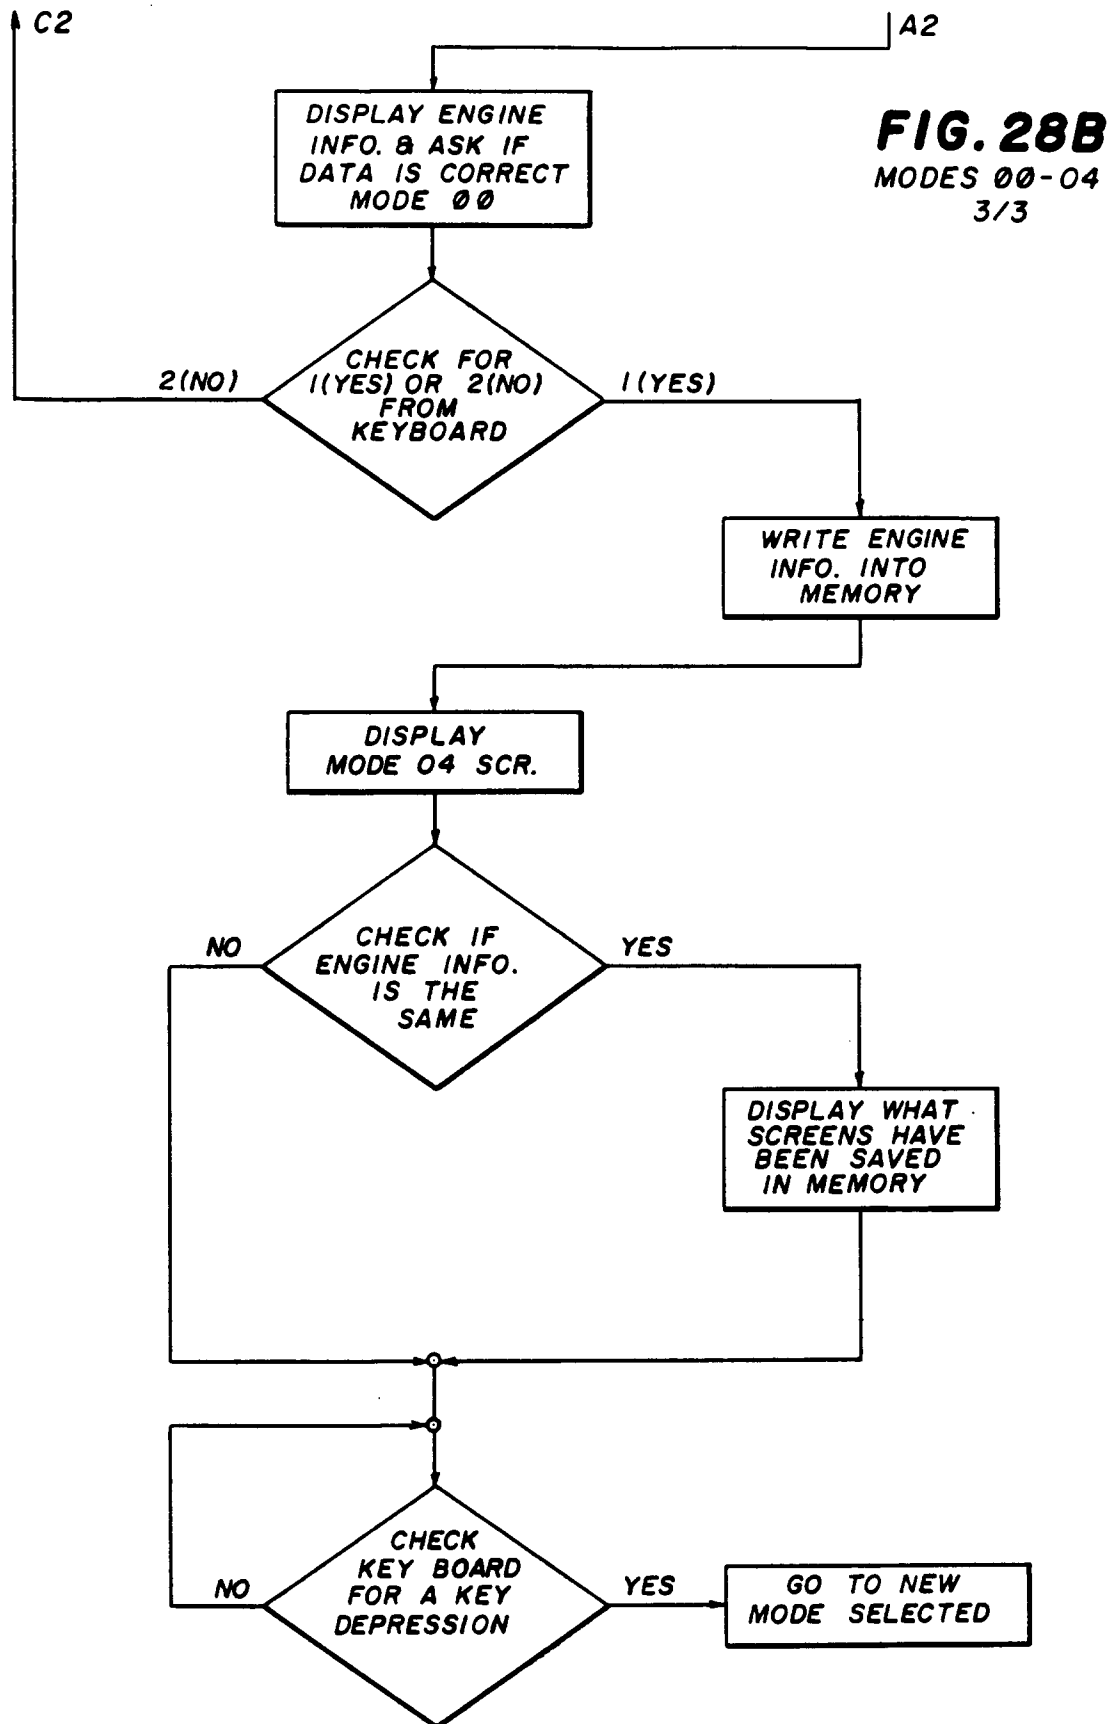 C2
A2
FIG. 28B
MODES 00-04
3/3
DISPLAY ENGINE
INFO. & ASK IF
DATA IS CORRECT
MODE 00
CHECK FOR
1(YES) OR 2(NO)
FROM
KEYBOARD
2(NO)
1(YES)
WRITE ENGINE
INFO. INTO
MEMORY
DISPLAY
MODE 04 SCR.
CHECK IF
ENGINE INFO.
IS THE
SAME
NO
YES
DISPLAY WHAT
SCREENS HAVE
BEEN SAVED
IN MEMORY
CHECK
KEY BOARD
FOR A KEY
DEPRESSION
NO
YES
GO TO NEW
MODE SELECTED